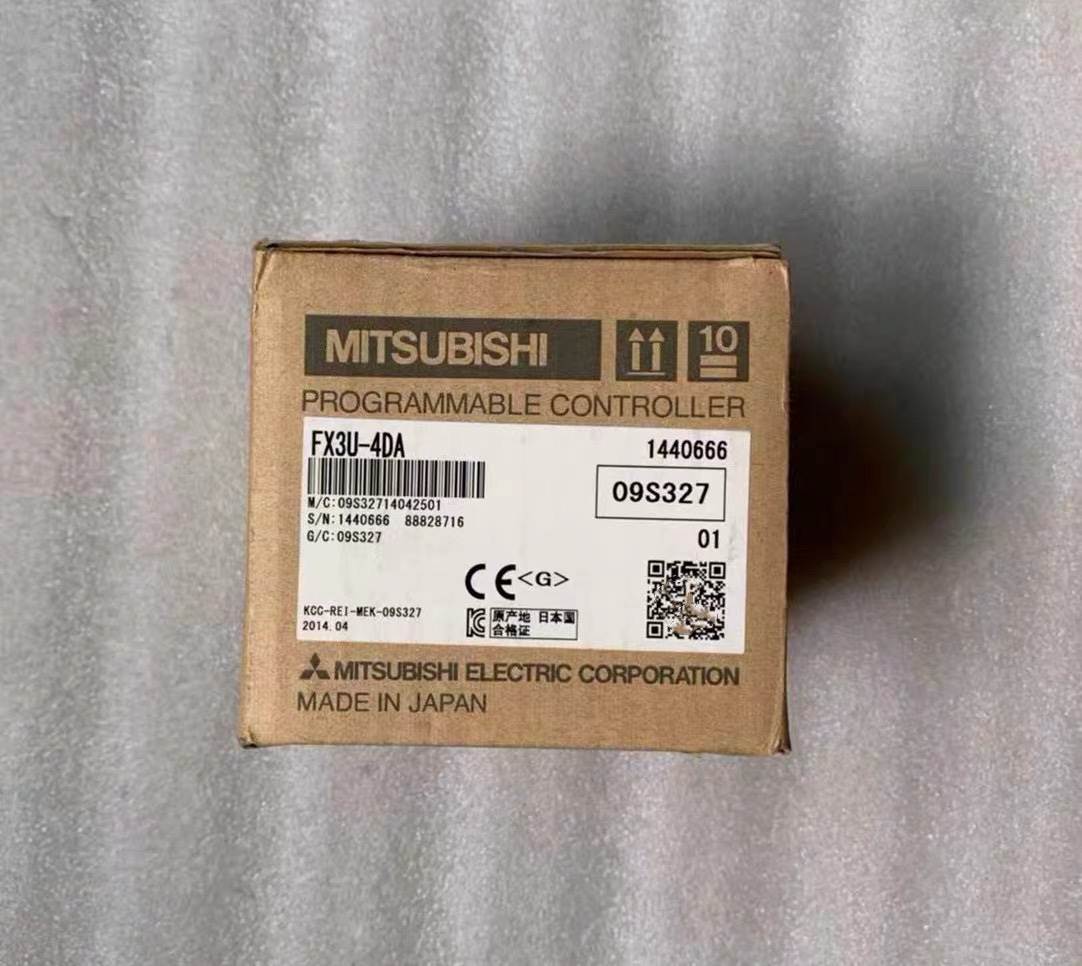 MITSUBISHI
10
PROGRAMMABLE CONTROLLER
FX3U-4DA
1440666
M/C:09S32714042501
09S327
S/N:1440666 88828716
G/C:09S327
01
CE<G>
KCC-REI-MEK-09S327
2014.04
原产地 日本国
合格证
MITSUBISHI ELECTRIC CORPORATION
MADE IN JAPAN